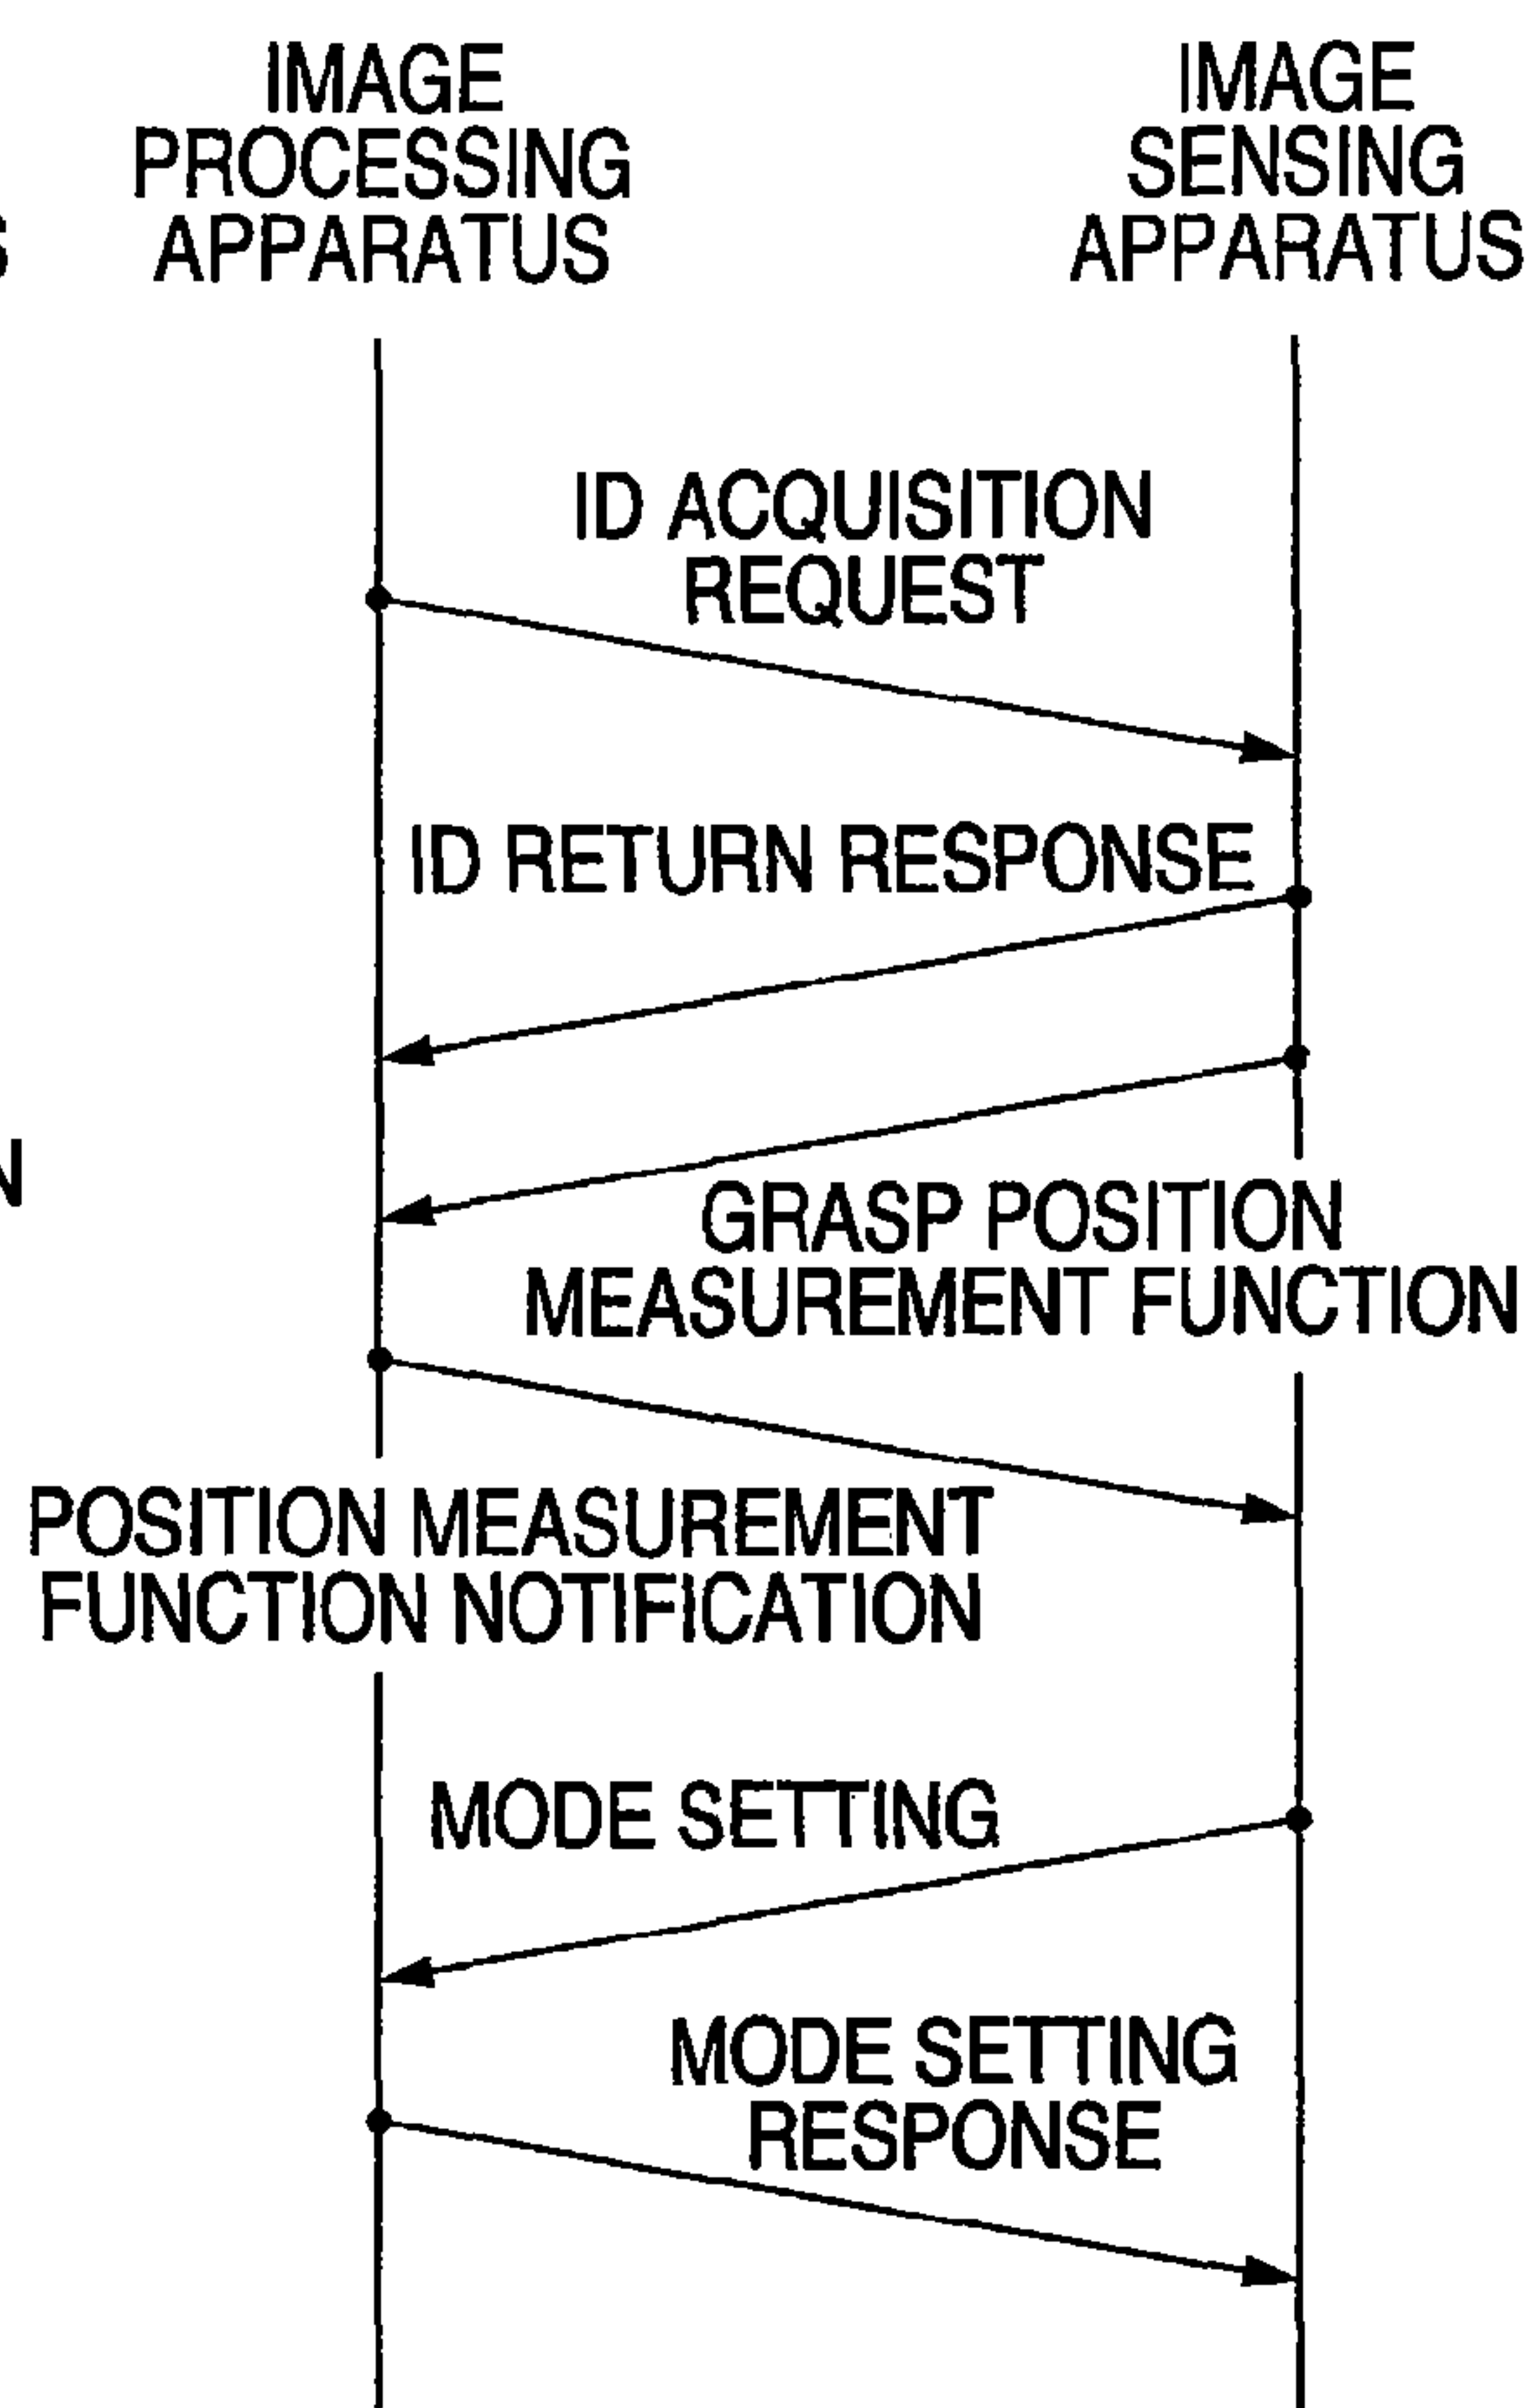 IMAGE
PROCESSING
APPARATUS
IMAGE
SENSING
APPARATUS
ID ACQUISITION
REQUEST
ID RETURN RESPONSE
GRASP POSITION
MEASUREMENT FUNCTION
POSITION MEASUREMENT
FUNCTION NOTIFICATION
MODE SETTING
MODE SETTING
RESPONSE